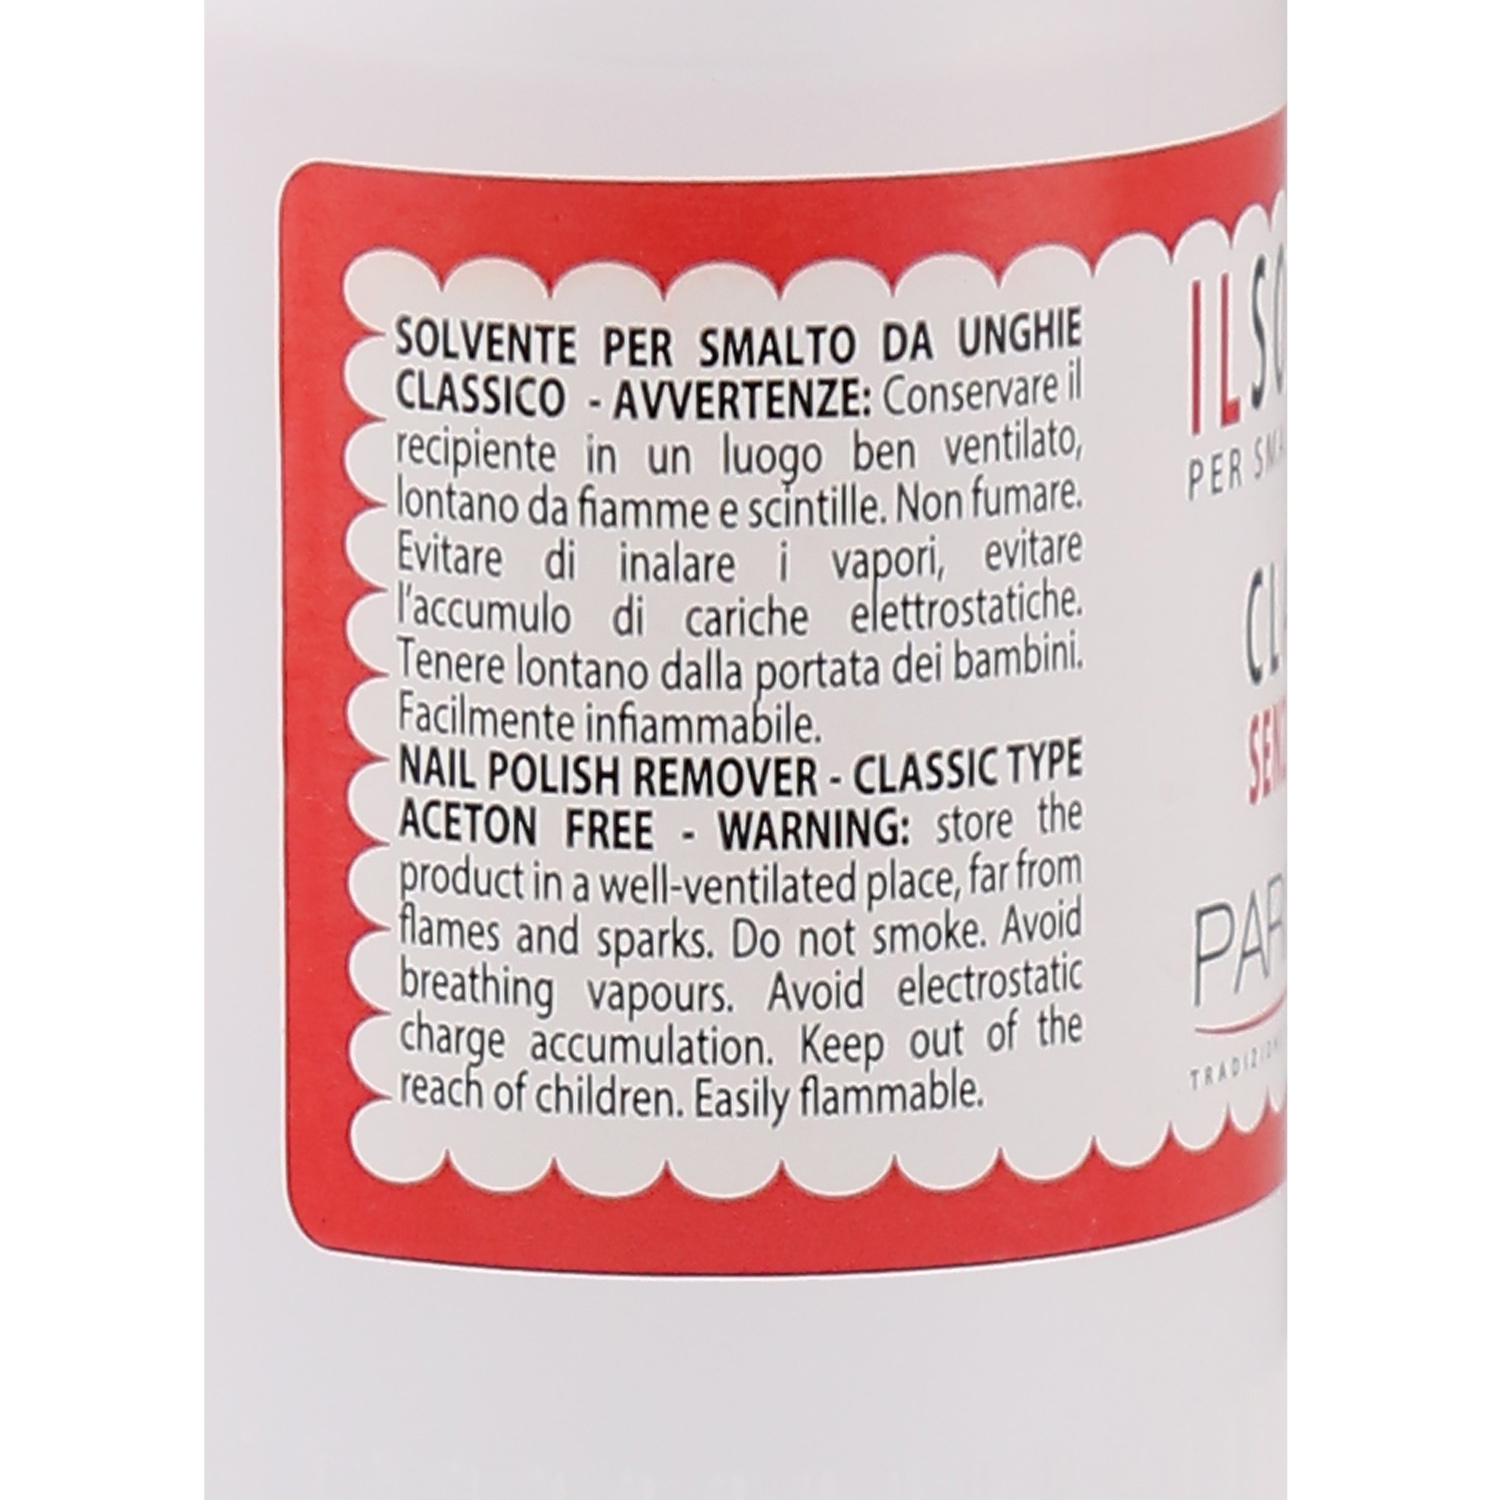 SOLVENTE PER SMALTO DA UNGHIE
CLASSICO - AVVERTENZE: Conservare il
recipiente in un luogo ben ventilato,
lontano da fiamme e scintille. Non fumare.
Evitare di inalare i vapori, evitare
l'accumulo di cariche elettrostatiche.
Tenere lontano dalla portata dei bambini.
Facilmente infiammabile.
NAIL POLISH REMOVER - CLASSIC TYPE
ACETON FREE - WARNING: store the
product in a well-ventilated place, far from
flames and sparks. Do not smoke. Avoid
breathing vapours. Avoid electrostatic
charge accumulation. Keep out of the
reach of children. Easily flammable.
IL
PER